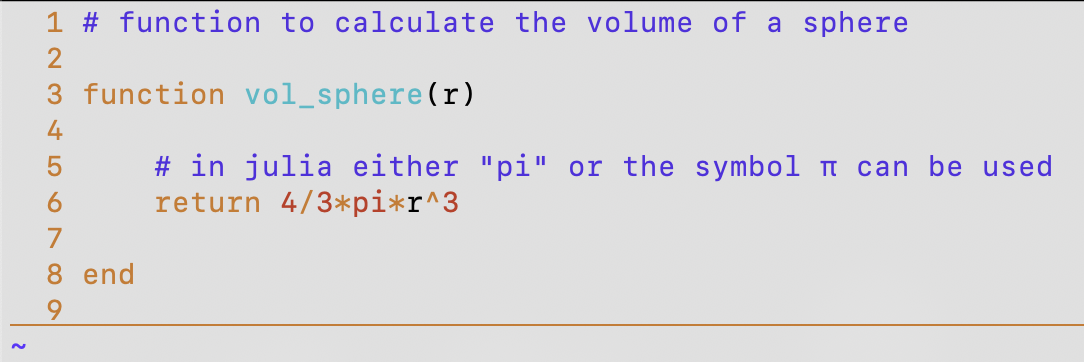 1 # function to calculate the volume of a sphere
2
3 function vol_sphere(r)
4
5     # in julia either "pi" or the symbol π can be used
6     return 4/3*pi*r^3
7
8 end
9
~